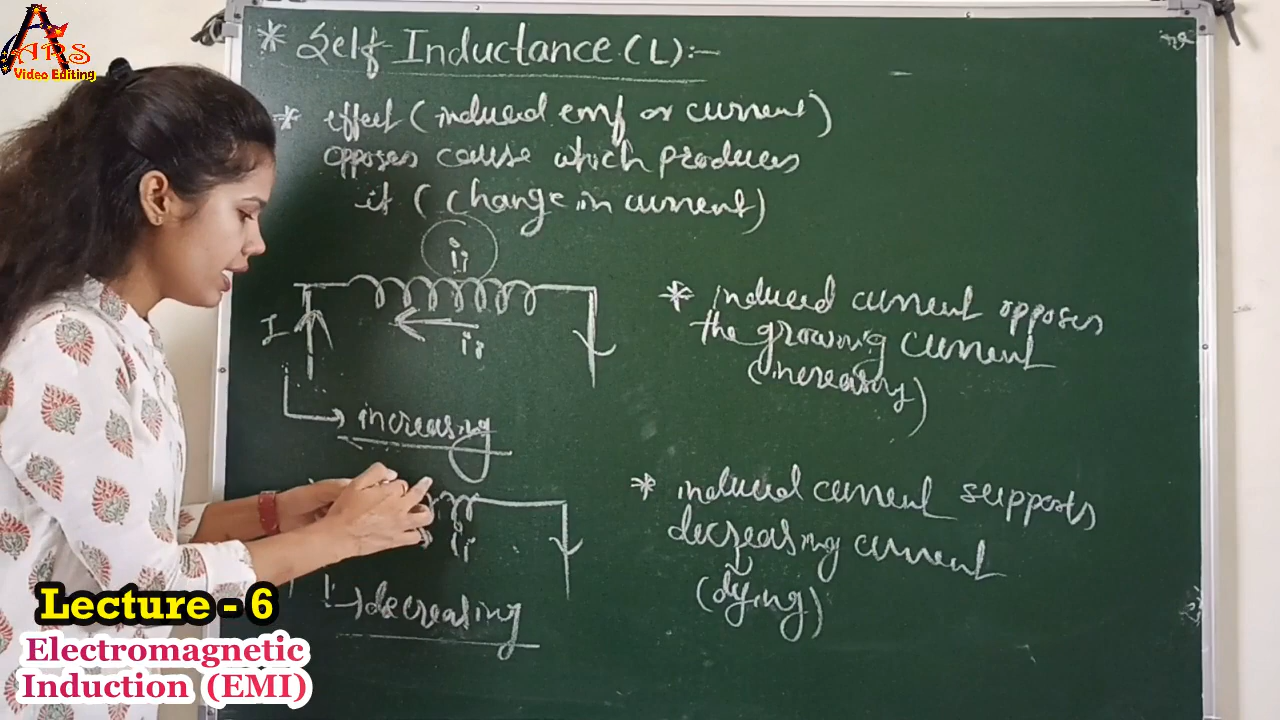 ARS
Video Editing
* Self Inductance (L):-
* effect (induced emf or current)
opposes cause which produces
it (change in current)
i
I
i
increasing
* induced current opposes
the growing current
(increasing)
i
decreasing
* induced current supports
decreasing current
(dying)
Lecture - 6
Electromagnetic
Induction (EMI)